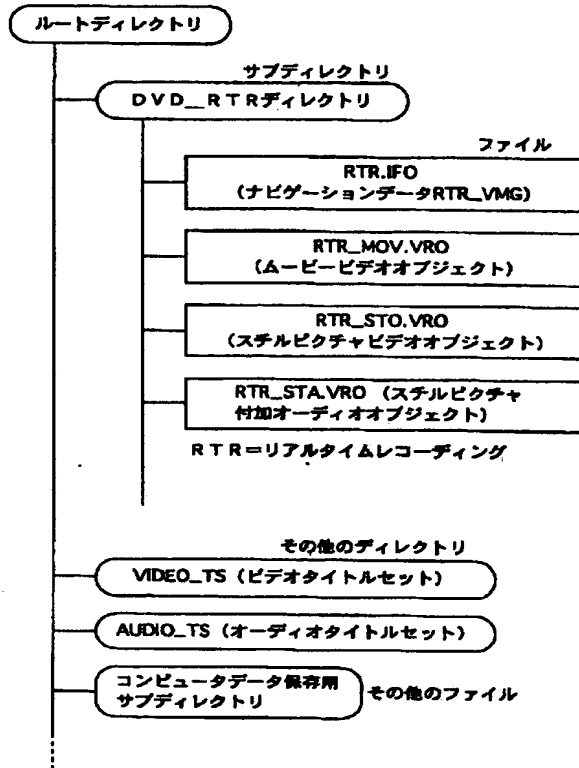 ルートディレクトリ
サブディレクトリ
DVD__RTRディレクトリ
ファイル
RTR.IFO
(ナビゲーションデータRTR_VMG)
RTR_MOV.VRO
(ムービービデオオブジェクト)
RTR_STO.VRO
(スチルピクチャビデオオブジェクト)
RTR_STA.VRO (スチルピクチャ
付加オーディオオブジェクト)
RTR=リアルタイムレコーディング
その他のディレクトリ
VIDEO_TS (ビデオタイトルセット)
AUDIO_TS (オーディオタイトルセット)
コンピュータデータ保存用
サブディレクトリ
その他のファイル